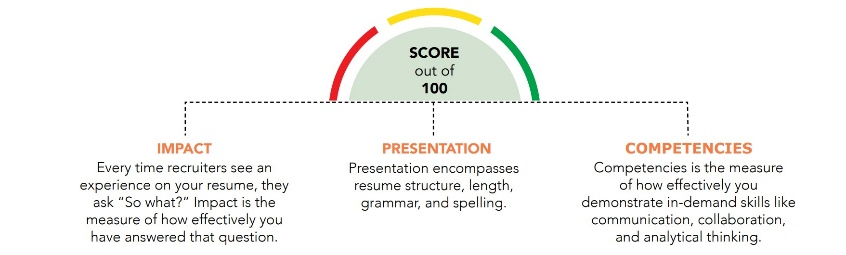 SCORE
out of
100
IMPACT
Every time recruiters see an
experience on your resume, they
ask “So what?” Impact is the
measure of how effectively you
have answered that question.
PRESENTATION
Presentation encompasses
resume structure, length,
grammar, and spelling.
COMPETENCIES
Competencies is the measure
of how effectively you
demonstrate in-demand skills like
communication, collaboration,
and analytical thinking.